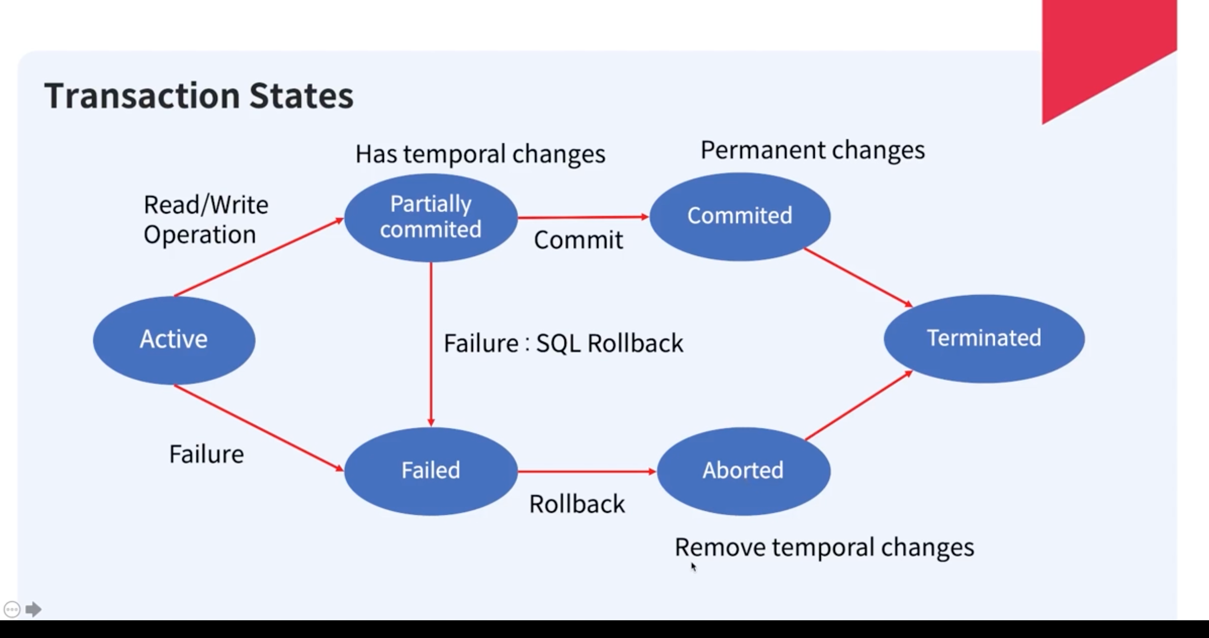 Transaction States
Has temporal changes
Permanent changes
Read/Write
Operation
Partially
commited
Commited
Commit
Active
Failure : SQL Rollback
Terminated
Failure
Failed
Rollback
Aborted
Remove temporal changes